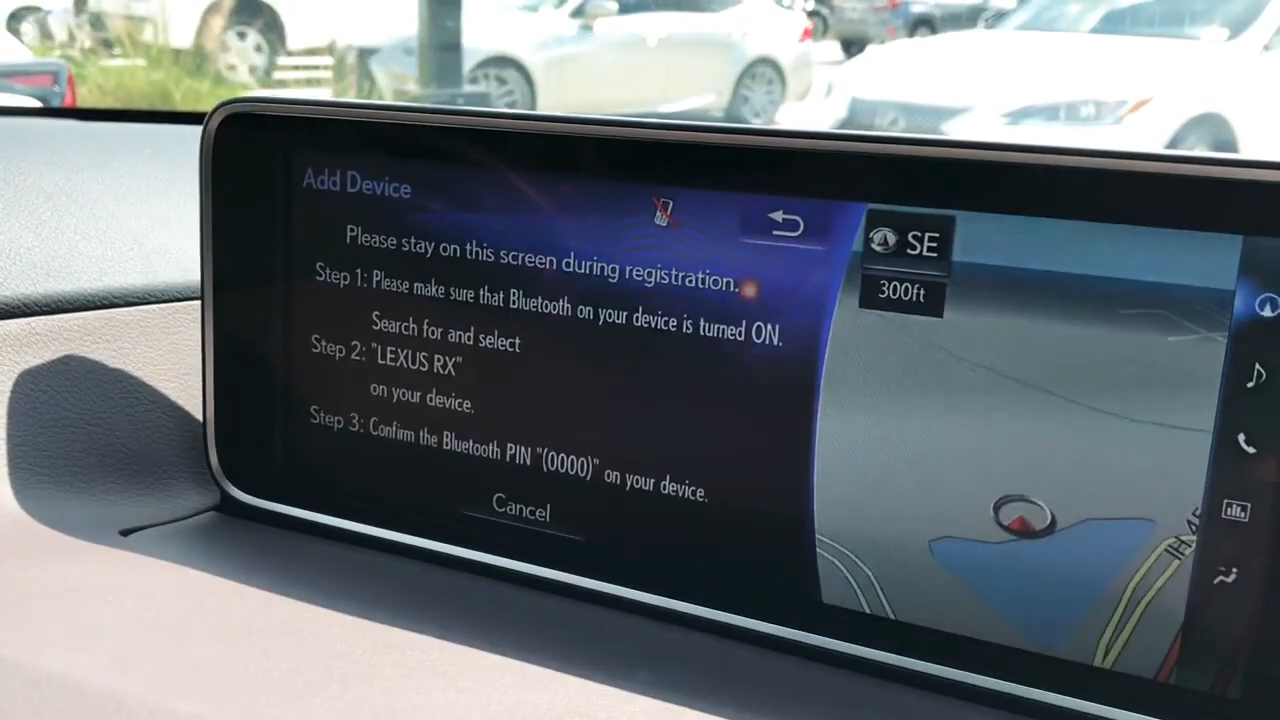 Add Device
Please stay on this screen during registration.
Step 1: Please make sure that Bluetooth on your device is turned ON.
Search for and select
Step 2: "LEXUS RX"
on your device.
Step 3: Confirm the Bluetooth PIN "(0000)" on your device.
Cancel
SE
300ft
IH 45